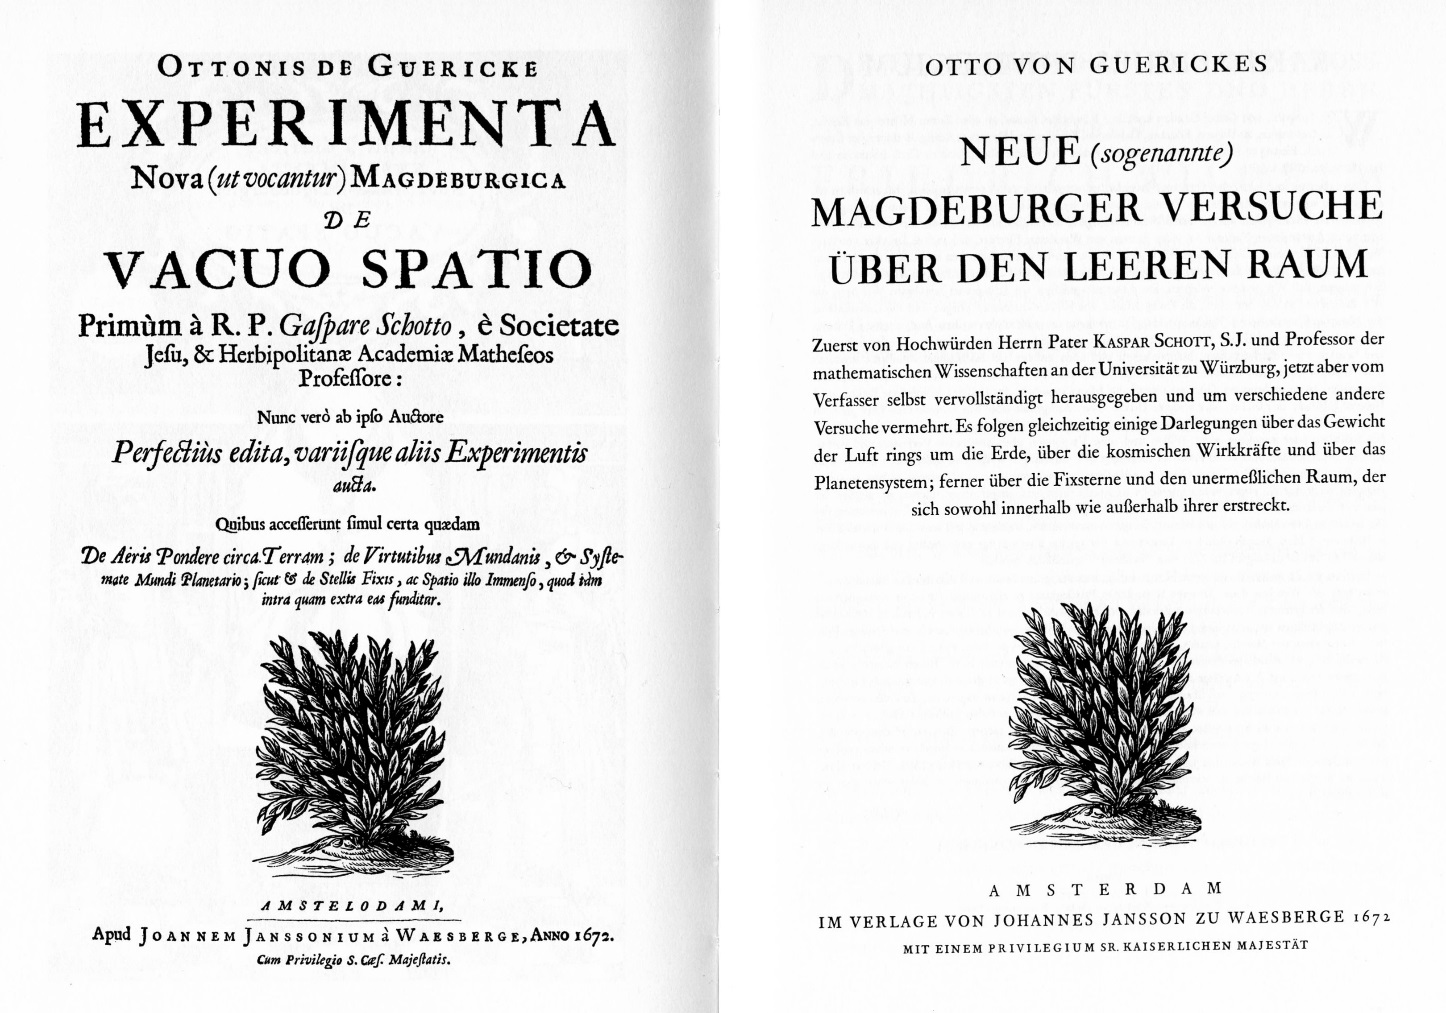 OTTONIS DE GUERICKE
EXPERIMENTA
Nova (ut vocantur) MAGDEBURGICA
DE
VACUO SPATIO
Primùm à R. P. Gaſpare Schotto, è Societate
Jeſu, & Herbipolitanæ Academiæ Matheſeos
Profeſſore:
Nunc verò ab ipſo Auctore
Perfectiùs edita, variiſque aliis Experimentis
aucta.
Quibus acceſſerunt ſimul certa quædam
De Aëris Pondere circa Terram; de Virtutibus Mundanis, & Syſte-
mate Mundi Planetario; ſicut & de Stellis Fixis, ac Spatio illo Immenſo, quod tàm
intra quam extra eas funditur.
AMSTELODAMI,
Apud JOANNEM JANSSONIUM à WAESBERGE, ANNO 1672.
Cum Privilegio S. Cæſ. Majeſtatis.
OTTO VON GUERICKES
NEUE (sogenannte)
MAGDEBURGER VERSUCHE
ÜBER DEN LEEREN RAUM
Zuerst von Hochwürden Herrn Pater KASPAR SCHOTT, S.J. und Professor der
mathematischen Wissenschaften an der Universität zu Würzburg, jetzt aber vom
Verfasser selbst vervollständigt herausgegeben und um verschiedene andere
Versuche vermehrt. Es folgen gleichzeitig einige Darlegungen über das Gewicht
der Luft rings um die Erde, über die kosmischen Wirkkräfte und über das
Planetensystem; ferner über die Fixsterne und den unermeßlichen Raum, der
sich sowohl innerhalb wie außerhalb ihrer erstreckt.
AMSTERDAM
IM VERLAGE VON JOHANNES JANSSON ZU WAESBERGE 1672
MIT EINEM PRIVILEGIUM SR. KAISERLICHEN MAJESTÄT